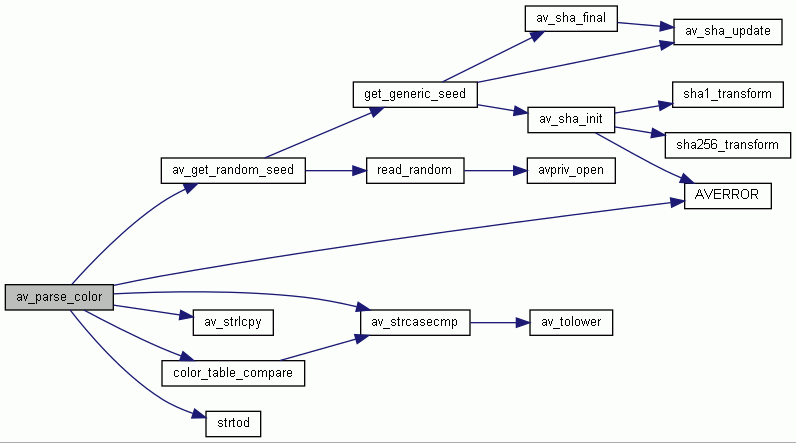 av_sha_final
av_sha_update
get_generic_seed
sha1_transform
av_sha_init
sha256_transform
av_get_random_seed
read_random
avpriv_open
AVERROR
av_parse_color
av_strlcpy
av_strcasecmp
av_tolower
color_table_compare
strtod